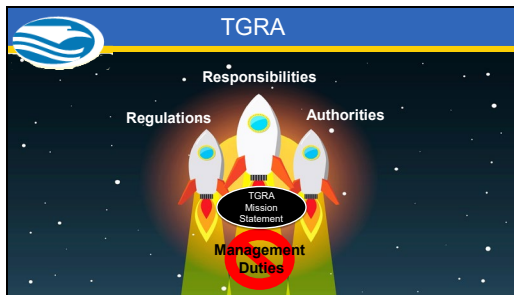 TGRA
Responsibilities
Regulations
Authorities
TGRA
Mission
Statement
Management
Duties